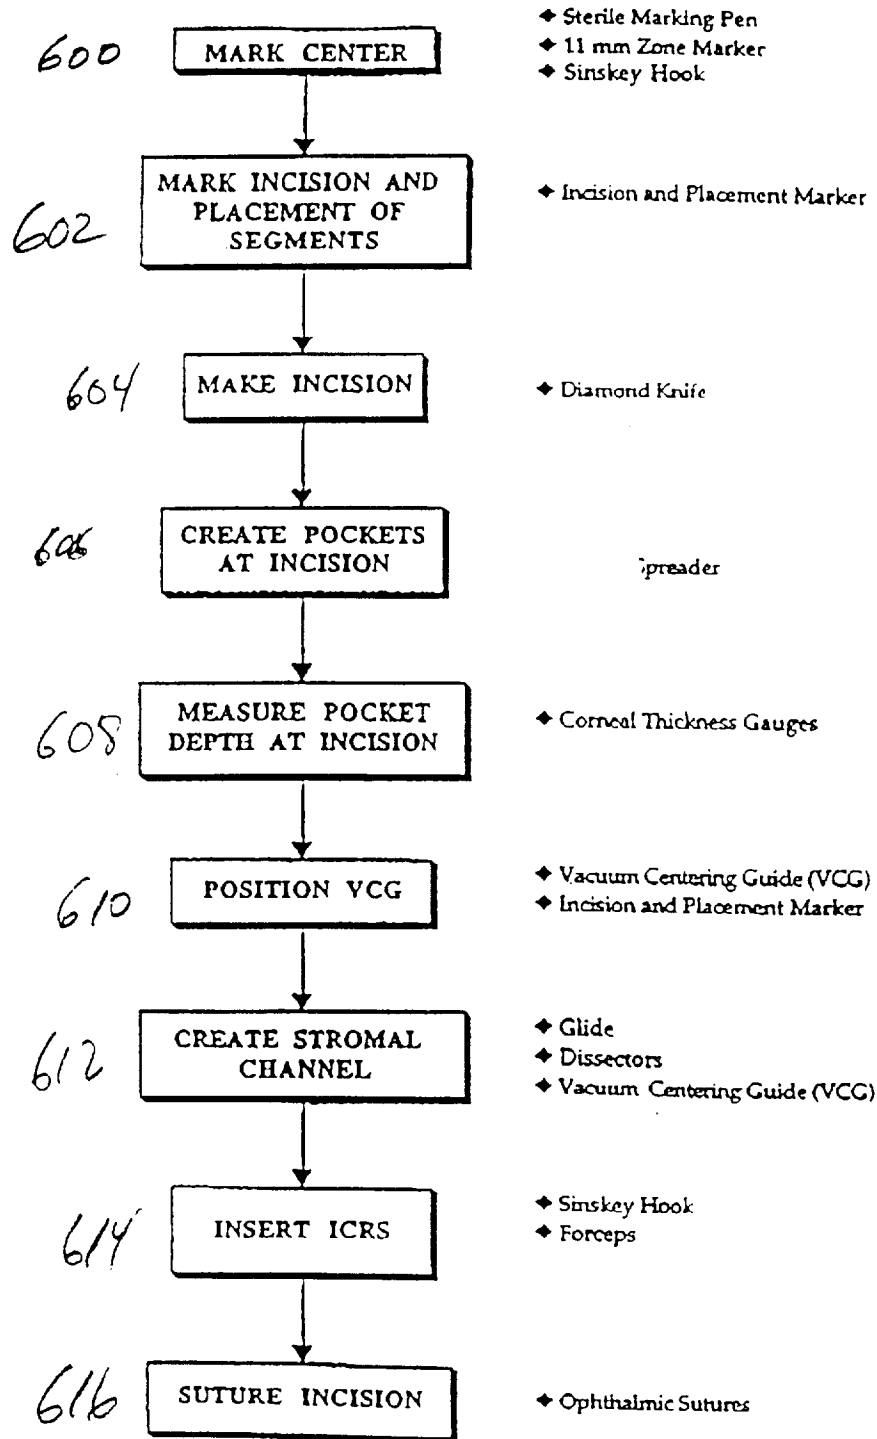 600
MARK CENTER
◆ Sterile Marking Pen
◆ 11 mm Zone Marker
◆ Sinskey Hook
602
MARK INCISION AND
PLACEMENT OF
SEGMENTS
◆ Incision and Placement Marker
604
MAKE INCISION
◆ Diamond Knife
606
CREATE POCKETS
AT INCISION
Spreader
608
MEASURE POCKET
DEPTH AT INCISION
◆ Corneal Thickness Gauges
610
POSITION VCG
◆ Vacuum Centering Guide (VCG)
◆ Incision and Placement Marker
612
CREATE STROMAL
CHANNEL
◆ Glide
◆ Dissectors
◆ Vacuum Centering Guide (VCG)
614
INSERT ICRS
◆ Sinskey Hook
◆ Forceps
616
SUTURE INCISION
◆ Ophthalmic Sutures